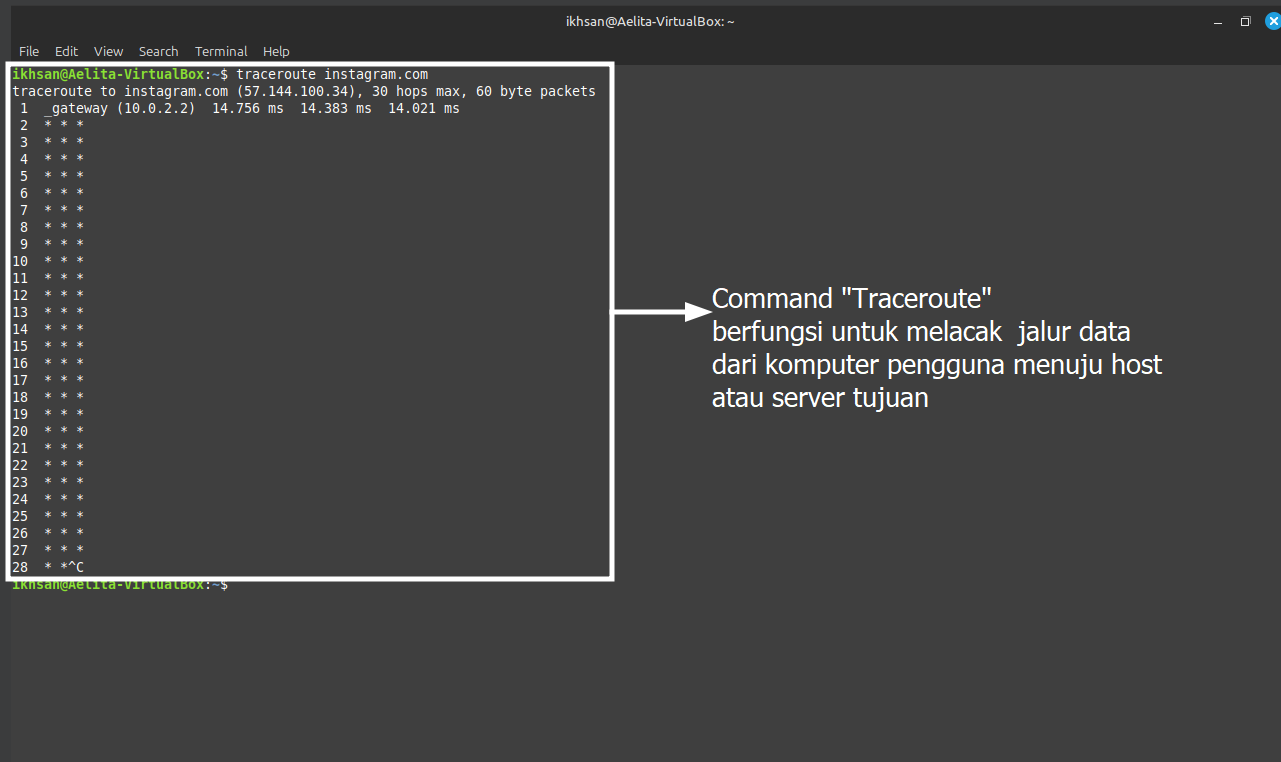 ikhsan@Aelita-VirtualBox: ~
File Edit View Search Terminal Help
ikhsan@Aelita-VirtualBox:~$ traceroute instagram.com
traceroute to instagram.com (57.144.100.34), 30 hops max, 60 byte packets
 1  _gateway (10.0.2.2)  14.756 ms  14.383 ms  14.021 ms
 2  * * *
 3  * * *
 4  * * *
 5  * * *
 6  * * *
 7  * * *
 8  * * *
 9  * * *
10  * * *
11  * * *
12  * * *
13  * * *
14  * * *
15  * * *
16  * * *
17  * * *
18  * * *
19  * * *
20  * * *
21  * * *
22  * * *
23  * * *
24  * * *
25  * * *
26  * * *
27  * * *
28  * *^C
ikhsan@Aelita-VirtualBox:~$
Command "Traceroute"
berfungsi untuk melacak  jalur data
dari komputer pengguna menuju host
atau server tujuan